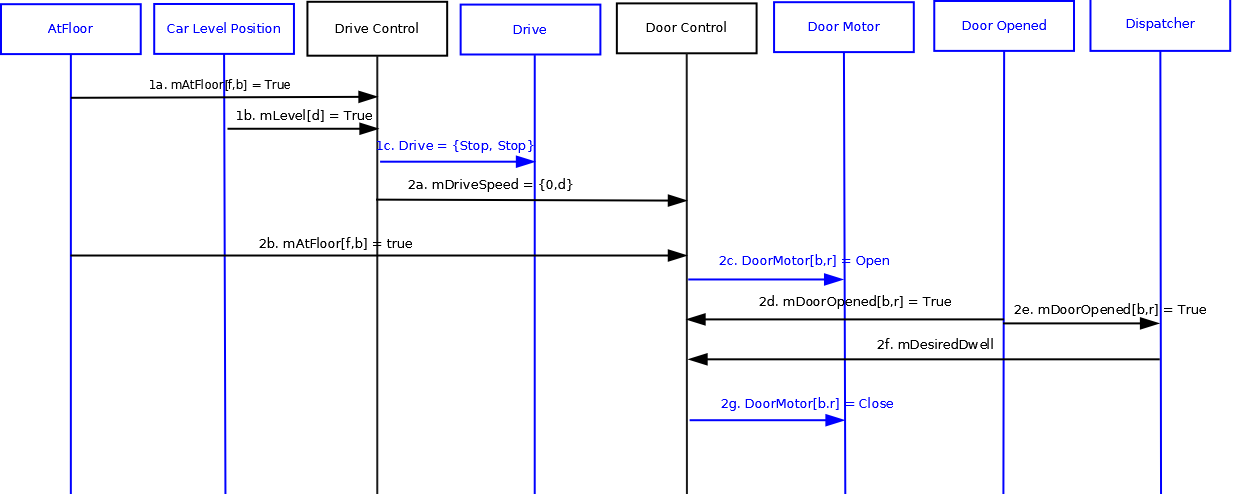 AtFloor
Car Level Position
Drive Control
Drive
Door Control
Door Motor
Door Opened
Dispatcher
1a. mAtFloor[f,b] = True
1b. mLevel[d] = True
1c. Drive = {Stop, Stop}
2a. mDriveSpeed = {0,d}
2b. mAtFloor[f,b] = true
2c. DoorMotor[b,r] = Open
2d. mDoorOpened[b,r] = True
2e. mDoorOpened[b,r] = True
2f. mDesiredDwell
2g. DoorMotor[b.r] = Close